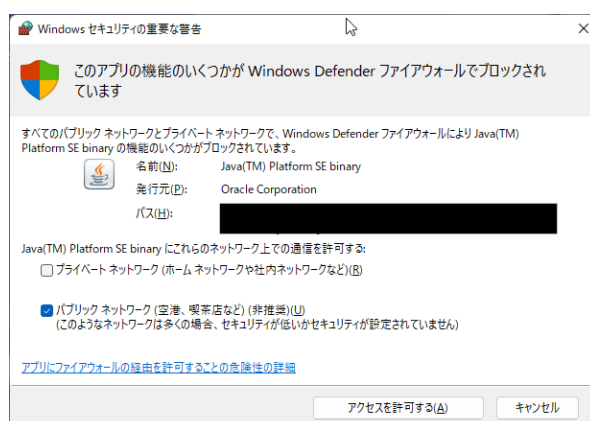 Windows セキュリティの重要な警告
このアプリの機能のいくつかが Windows Defender ファイアウォールでブロックされ
ています
すべてのパブリック ネットワークとプライベート ネットワークで、Windows Defender ファイアウォールにより Java(TM)
Platform SE binary の機能のいくつかがブロックされています。
名前(N): Java(TM) Platform SE binary
発行元(P): Oracle Corporation
パス(H):
Java(TM) Platform SE binary にこれらのネットワーク上での通信を許可する:
プライベート ネットワーク (ホーム ネットワークや社内ネットワークなど)(R)
パブリック ネットワーク (空港、喫茶店など) (非推奨)(U)
(このようなネットワークは多くの場合、セキュリティが低いかセキュリティが設定されていません)
アプリにファイアウォールの経由を許可することの危険性の詳細
アクセスを許可する(A) キャンセル